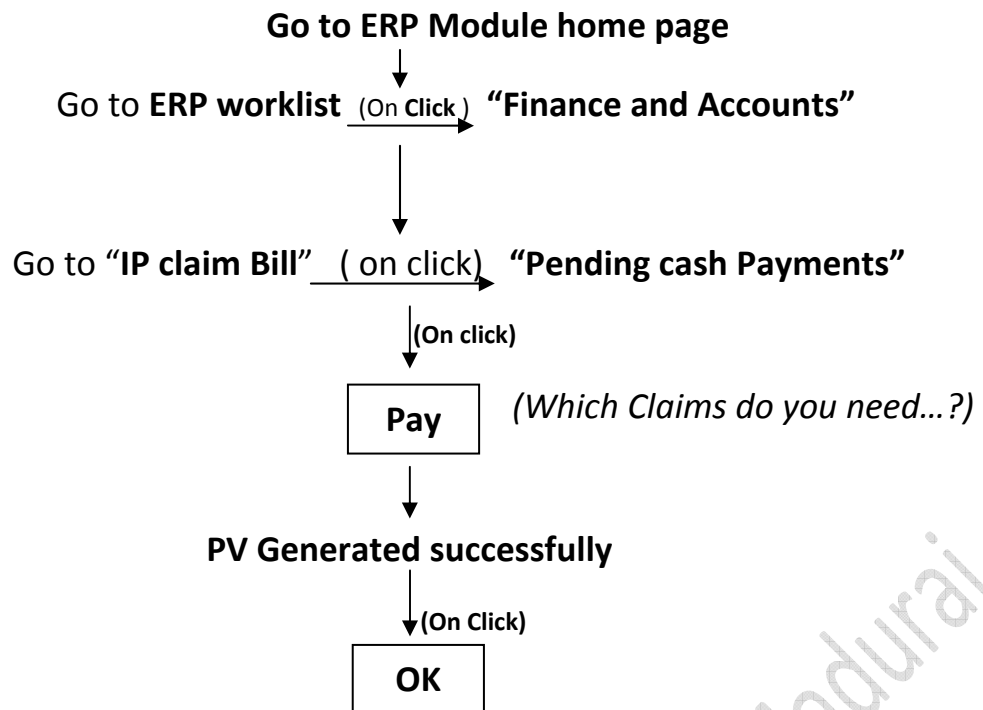 Go to ERP Module home page
Go to ERP worklist (On Click ) “Finance and Accounts”
Go to “IP claim Bill” ( on click) “Pending cash Payments”
(On click)
Pay (Which Claims do you need...?)
PV Generated successfully
(On Click)
OK